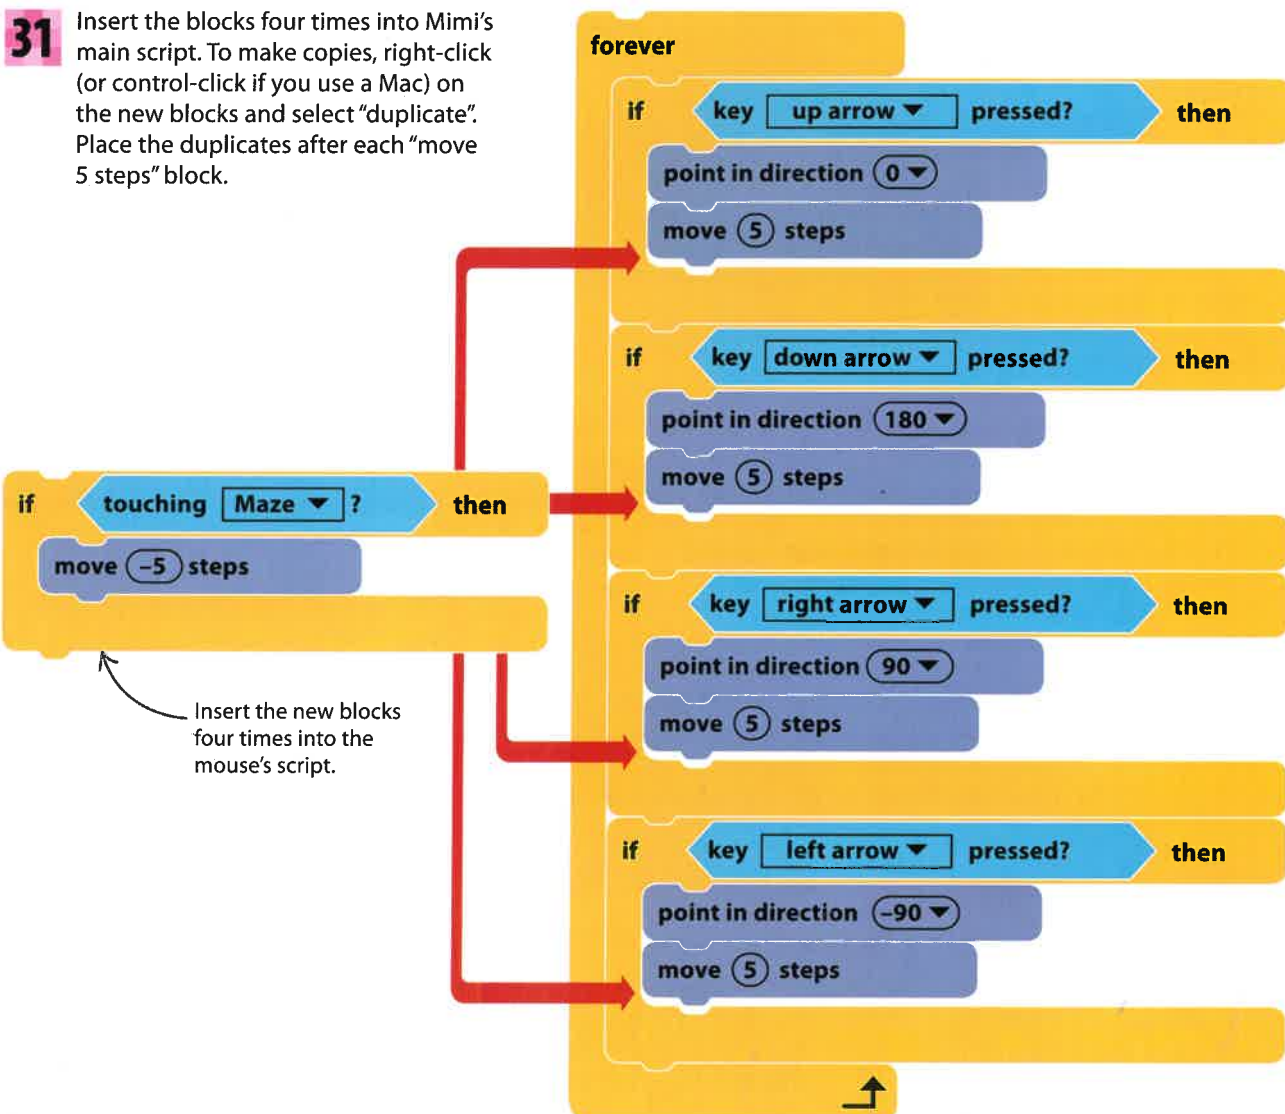 31
Insert the blocks four times into Mimi's
main script. To make copies, right-click
(or control-click if you use a Mac) on
the new blocks and select “duplicate”.
Place the duplicates after each “move
5 steps” block.
forever
if key up arrow ▼ pressed? then
point in direction 0 ▼
move 5 steps
if key down arrow ▼ pressed? then
point in direction 180 ▼
move 5 steps
if touching Maze ▼ ? then
move –5 steps
Insert the new blocks
four times into the
mouse's script.
if key right arrow ▼ pressed? then
point in direction 90 ▼
move 5 steps
if key left arrow ▼ pressed? then
point in direction –90 ▼
move 5 steps